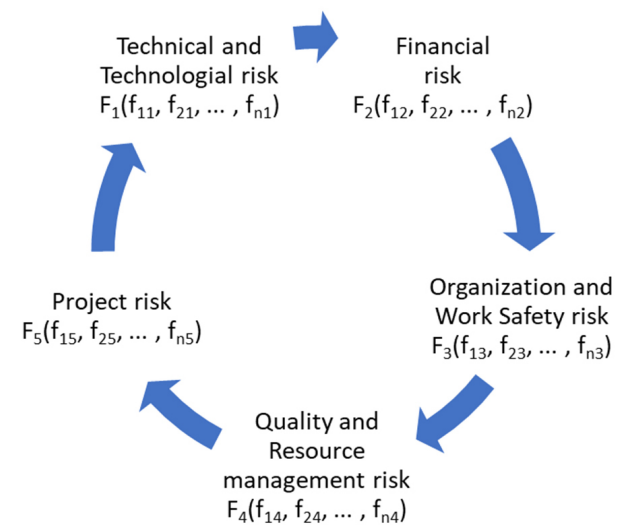 Technical and
Technologial risk
F₁(f₁₁, f₂₁, ... , fₙ₁)
Financial
risk
F₂(f₁₂, f₂₂, ... , fₙ₂)
Organization and
Work Safety risk
F₃(f₁₃, f₂₃, ... , fₙ₃)
Quality and
Resource
management risk
F₄(f₁₄, f₂₄, ... , fₙ₄)
Project risk
F₅(f₁₅, f₂₅, ... , fₙ₅)